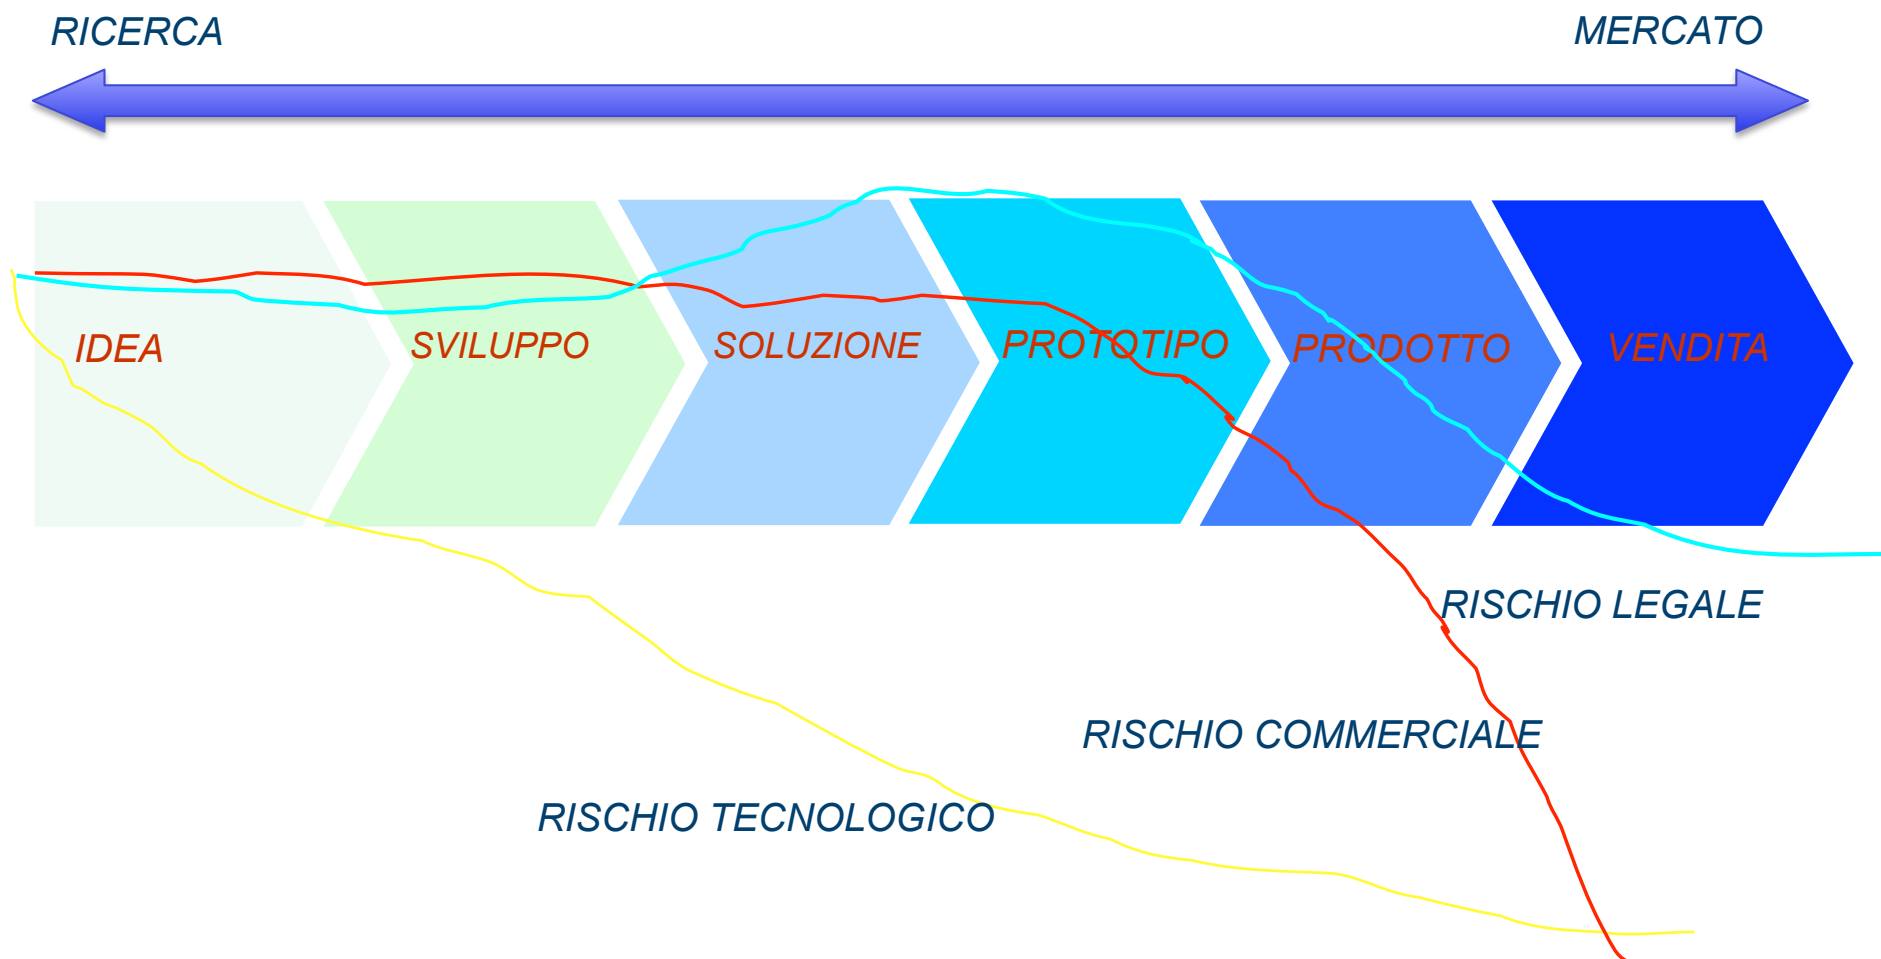 RICERCA
MERCATO
IDEA
SVILUPPO
SOLUZIONE
PROTOTIPO
PRODOTTO
VENDITA
RISCHIO LEGALE
RISCHIO COMMERCIALE
RISCHIO TECNOLOGICO